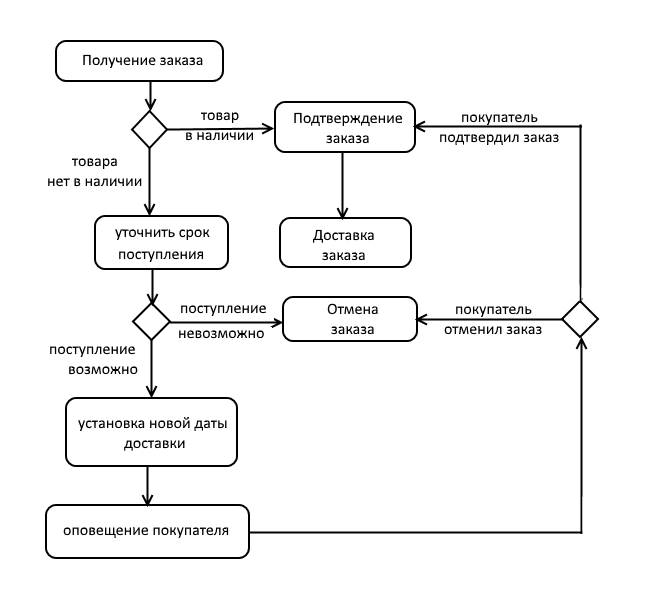 Получение заказа
товар
в наличии
Подтверждение
заказа
покупатель
подтвердил заказ
товара
нет в наличии
уточнить срок
поступления
Доставка
заказа
поступление
невозможно
Отмена
заказа
покупатель
отменил заказ
поступление
возможно
установка новой даты
доставки
оповещение покупателя